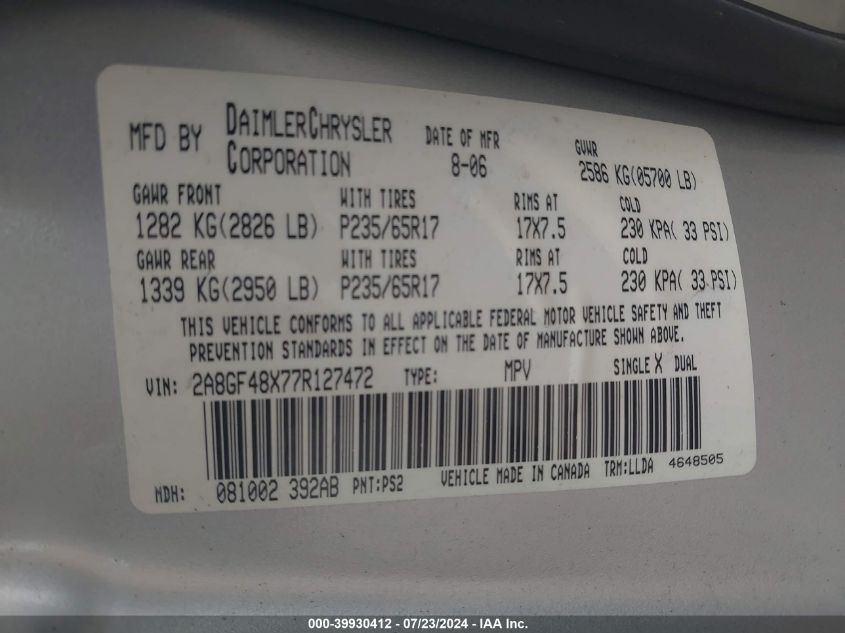 MFD BY DAIMLERCHRYSLER CORPORATION DATE OF MFR 8-06 GVWR 2586 KG(05700 LB)
GAWR FRONT WITH TIRES RIMS AT COLD
1282 KG(2826 LB) P235/65R17 17X7.5 230 KPA( 33 PSI)
GAWR REAR WITH TIRES RIMS AT COLD
1339 KG(2950 LB) P235/65R17 17X7.5 230 KPA( 33 PSI)
THIS VEHICLE CONFORMS TO ALL APPLICABLE FEDERAL MOTOR VEHICLE SAFETY AND THEFT
PREVENTION STANDARDS IN EFFECT ON THE DATE OF MANUFACTURE SHOWN ABOVE.
VIN: 2A8GF48X77R127472 TYPE: MPV SINGLE X DUAL
MDH: 081002 392AB PNT:PS2 VEHICLE MADE IN CANADA TRM:LLDA 4648505
000-39930412 - 07/23/2024 - IAA Inc.